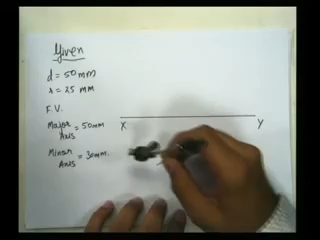 Given
d = 50mm
r = 25 mm
F.V.
Major Axis = 50mm
Minor Axis = 30mm.
X Y